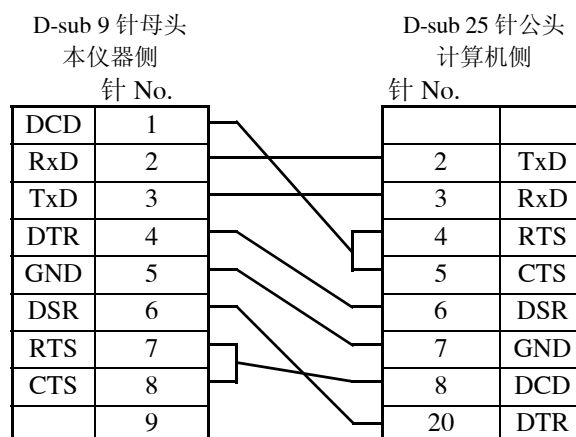 D-sub 9 针母头 D-sub 25 针公头
本仪器侧 计算机侧
针 No. 针 No.
DCD 1
RxD 2 2 TxD
TxD 3 3 RxD
DTR 4 4 RTS
GND 5 5 CTS
DSR 6 6 DSR
RTS 7 7 GND
CTS 8 8 DCD
9 20 DTR